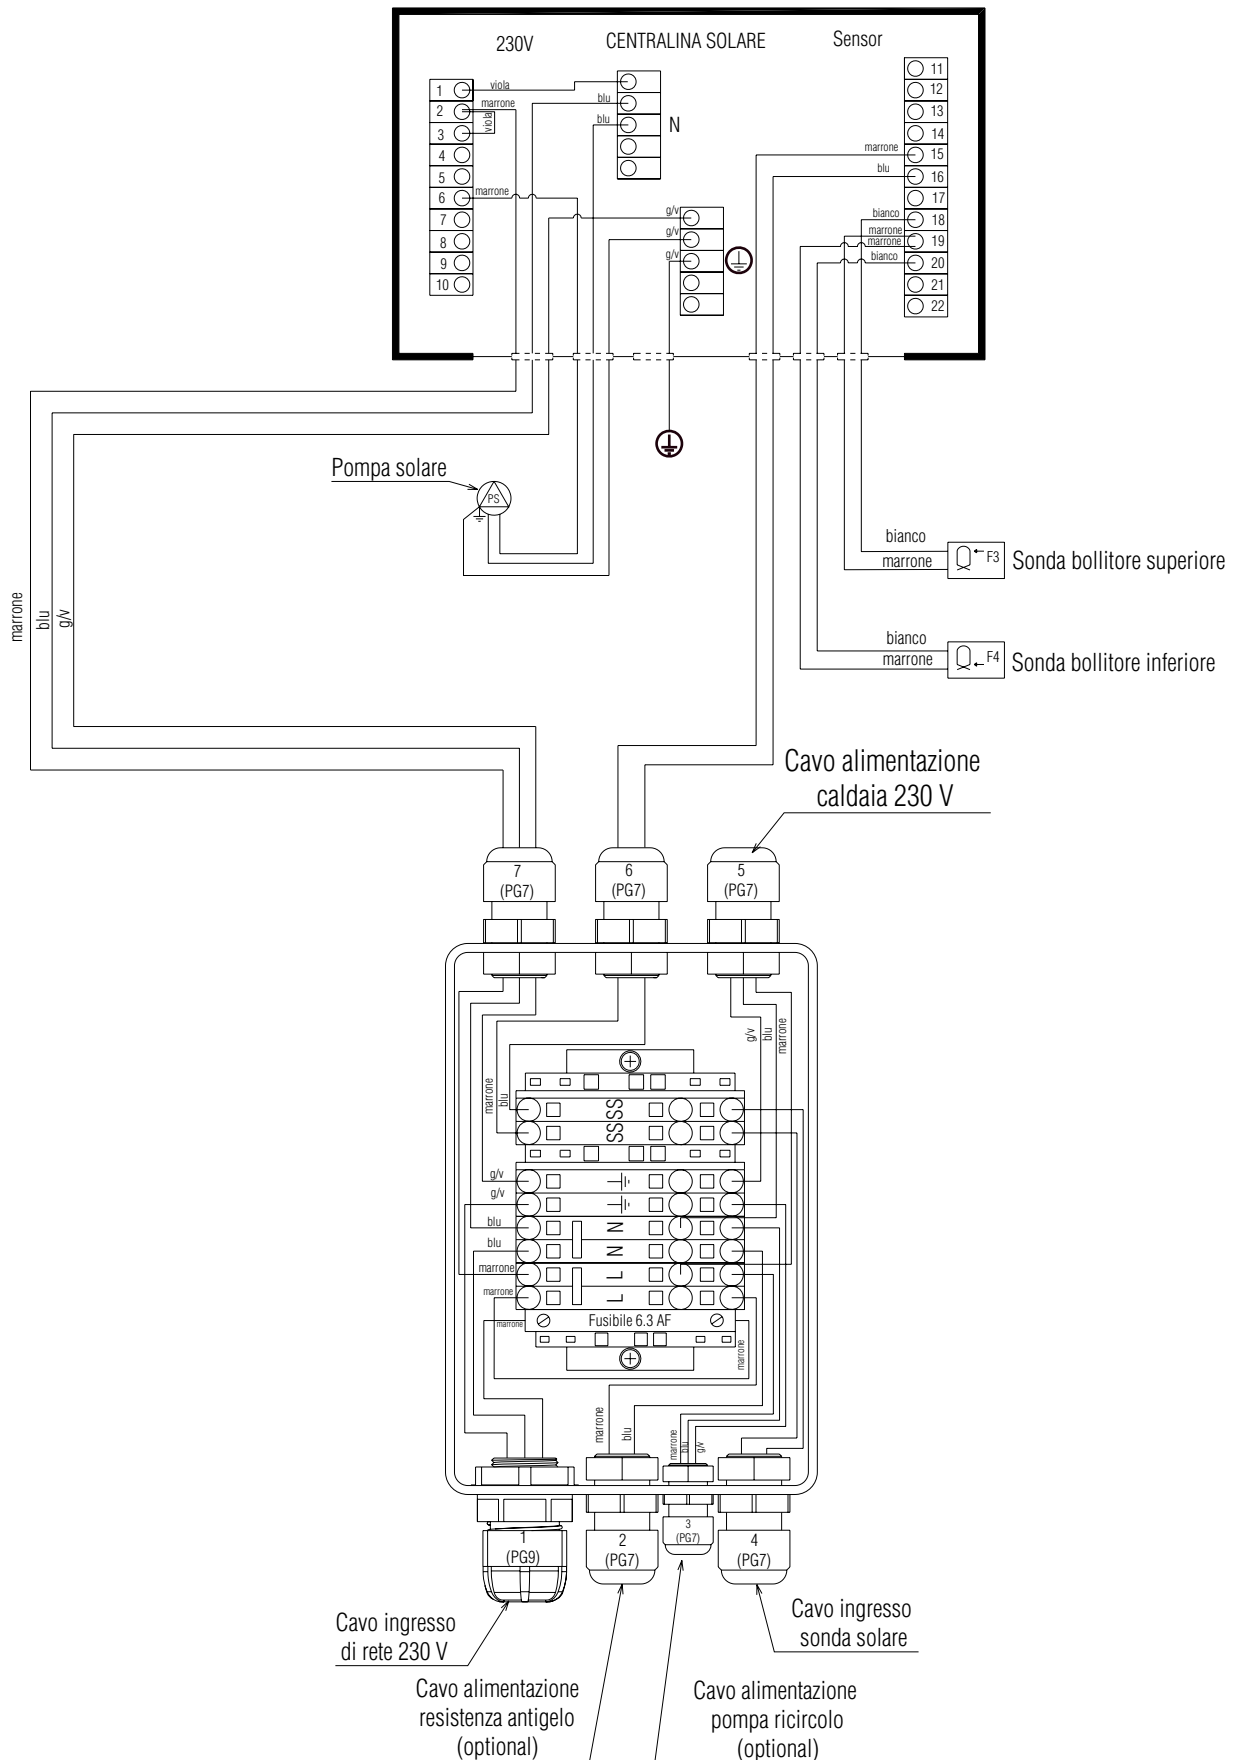 230V
CENTRALINA SOLARE
Sensor
1
2
3
4
5
6
7
8
9
10
viola
marrone
viola
marrone
blu
blu
N
g/v
g/v
g/v
marrone
blu
bianco
marrone
marrone
bianco
11
12
13
14
15
16
17
18
19
20
21
22
Pompa solare
PS
bianco
marrone
F3
Sonda bollitore superiore
bianco
marrone
F4
Sonda bollitore inferiore
marrone
blu
g/v
Cavo alimentazione
caldaia 230 V
7
(PG7)
6
(PG7)
5
(PG7)
g/v
blu
marrone
marrone
blu
SS
SS
g/v
g/v
blu
N
blu
N
marrone
L
marrone
L
marrone
Fusibile 6.3 AF
marrone
marrone
blu
marrone
blu
g/v
1
(PG9)
2
(PG7)
3
(PG7)
4
(PG7)
Cavo ingresso
di rete 230 V
Cavo ingresso
sonda solare
Cavo alimentazione
resistenza antigelo
(optional)
Cavo alimentazione
pompa ricircolo
(optional)